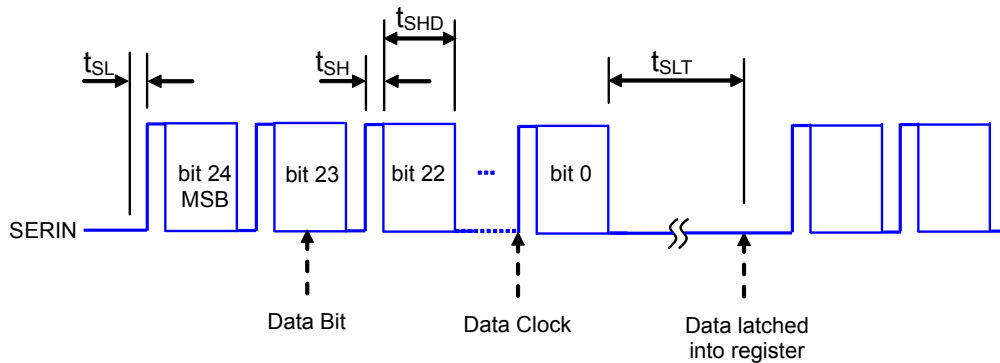 tSHD
tSL
tSH
tSLT
bit 24
MSB
bit 23
bit 22
...
bit 0
SERIN
Data Bit
Data Clock
Data latched
into register